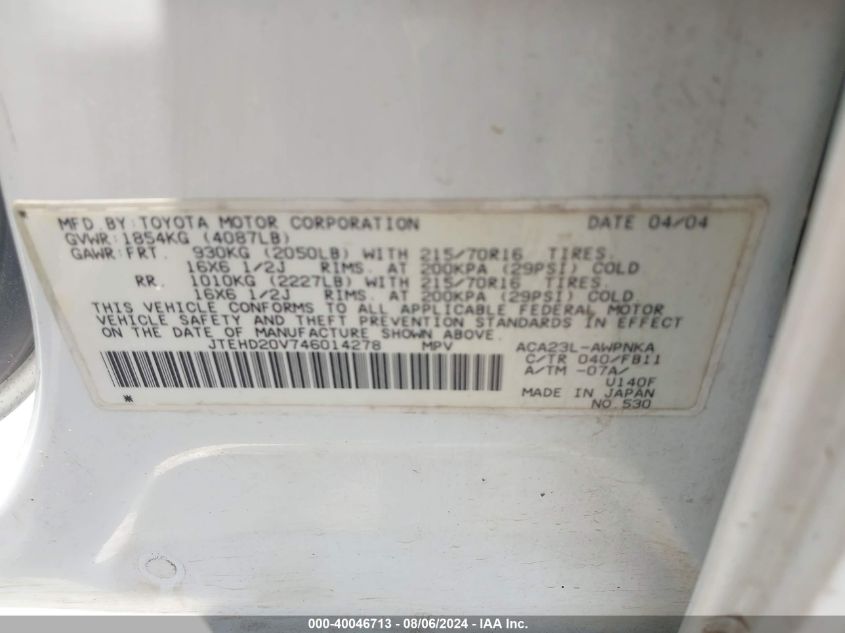 MFD. BY: TOYOTA MOTOR CORPORATION DATE 04/04
GVWR: 1854KG (4087LB)
GAWR: FRT. 930KG (2050LB) WITH 215/70R16 TIRES.
16X6 1/2J RIMS. AT 200KPA (29PSI) COLD
RR. 1010KG (2227LB) WITH 215/70R16 TIRES.
16X6 1/2J RIMS. AT 200KPA (29PSI) COLD
THIS VEHICLE CONFORMS TO ALL APPLICABLE FEDERAL MOTOR
VEHICLE SAFETY AND THEFT PREVENTION STANDARDS IN EFFECT
ON THE DATE OF MANUFACTURE SHOWN ABOVE.
JTEHD20V746014278 MPV ACA23L-AWPNKA
C/TR 040/FB11
A/TM -07A/
U140F
MADE IN JAPAN
NO.530
000-40046713 - 08/06/2024 - IAA Inc.